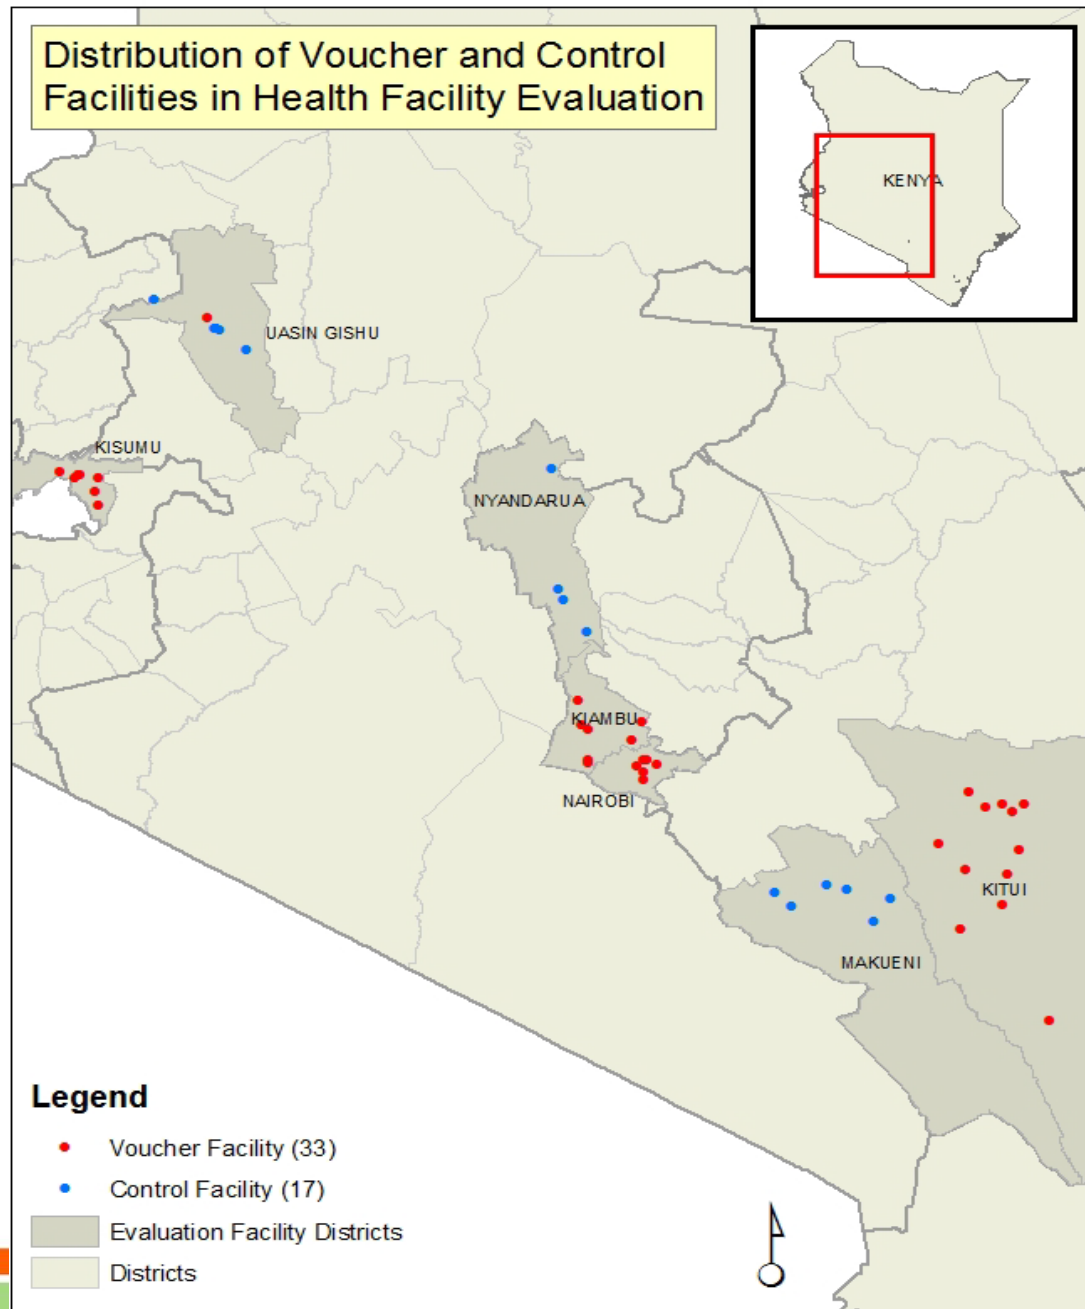 Distribution of Voucher and Control
Facilities in Health Facility Evaluation
KENYA
UASIN GISHU
KISUMU
NYANDARUA
KIAMBU
NAIROBI
KITUI
MAKUENI
Legend
Voucher Facility (33)
Control Facility (17)
Evaluation Facility Districts
Districts